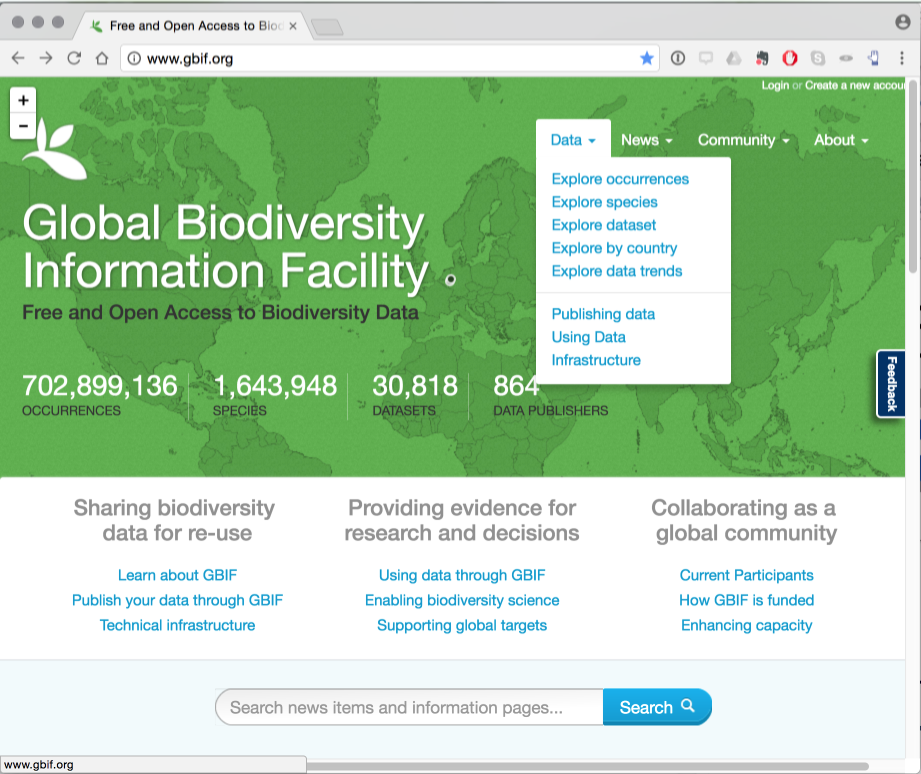 Free and Open Access to Bio
www.gbif.org
Login or Create a new accou
+
-
Data
News
Community
About
Explore occurrences
Explore species
Explore dataset
Explore by country
Explore data trends
Publishing data
Using Data
Infrastructure
Global Biodiversity
Information Facility
Free and Open Access to Biodiversity Data
702,899,136
OCCURRENCES
1,643,948
SPECIES
30,818
DATASETS
864
DATA PUBLISHERS
Feedback
Sharing biodiversity
data for re-use
Learn about GBIF
Publish your data through GBIF
Technical infrastructure
Providing evidence for
research and decisions
Using data through GBIF
Enabling biodiversity science
Supporting global targets
Collaborating as a
global community
Current Participants
How GBIF is funded
Enhancing capacity
Search news items and information pages...
Search
www.gbif.org